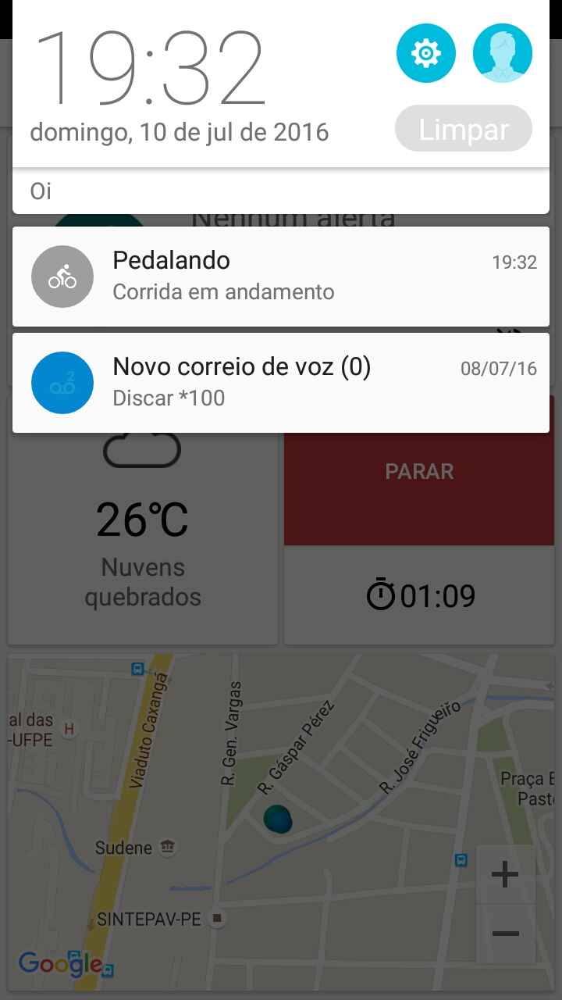 19:32
domingo, 10 de jul de 2016
Limpar
Oi
Nenhum alerta
Pedalando
19:32
Corrida em andamento
Novo correio de voz (0)
08/07/16
Discar *100
2
PARAR
26°C
Nuvens
quebrados
01:09
al das
-UFPE
H
Viaduto Caxangá
R. Gen. Vargas
R. Gáspar Pérez
R. José Frigueiro
Praça E
Pasto
Sudene
SINTEPAV-PE
+
−
Google